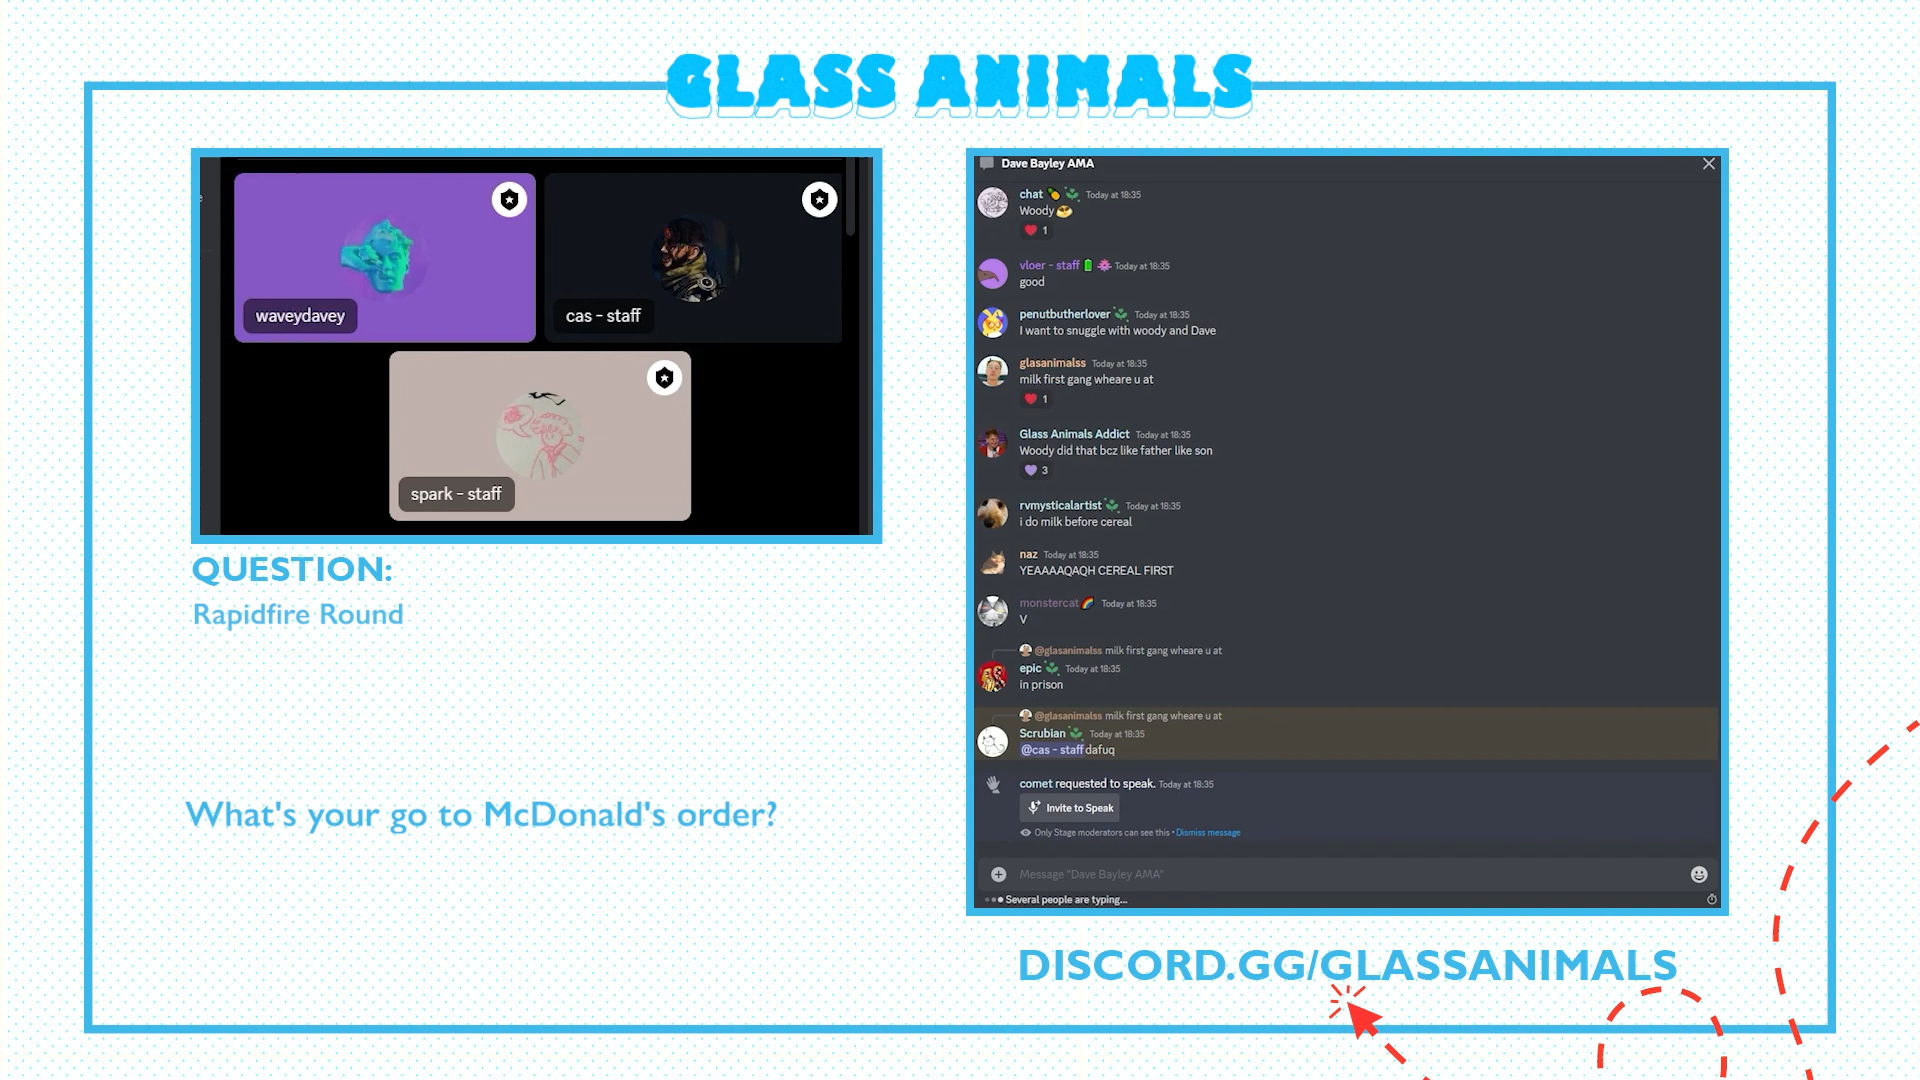 GLASS ANIMALS
waveydavey
cas - staff
spark - staff
QUESTION:
Rapidfire Round
What's your go to McDonald's order?
Dave Bayley AMA
chat Today at 18:35
Woody
1
vloer - staff Today at 18:35
good
penutbutherlover Today at 18:35
I want to snuggle with woody and Dave
glasanimalss Today at 18:35
milk first gang wheare u at
1
Glass Animals Addict Today at 18:35
Woody did that bcz like father like son
3
rvmysticalartist Today at 18:35
i do milk before cereal
naz Today at 18:35
YEAAAAQAQH CEREAL FIRST
monstercat Today at 18:35
V
@glasanimalss milk first gang wheare u at
epic Today at 18:35
in prison
@glasanimalss milk first gang wheare u at
Scrubian Today at 18:35
@cas - staff dafuq
comet requested to speak. Today at 18:35
Invite to Speak
Only Stage moderators can see this • Dismiss message
Message "Dave Bayley AMA"
Several people are typing...
DISCORD.GG/GLASSANIMALS